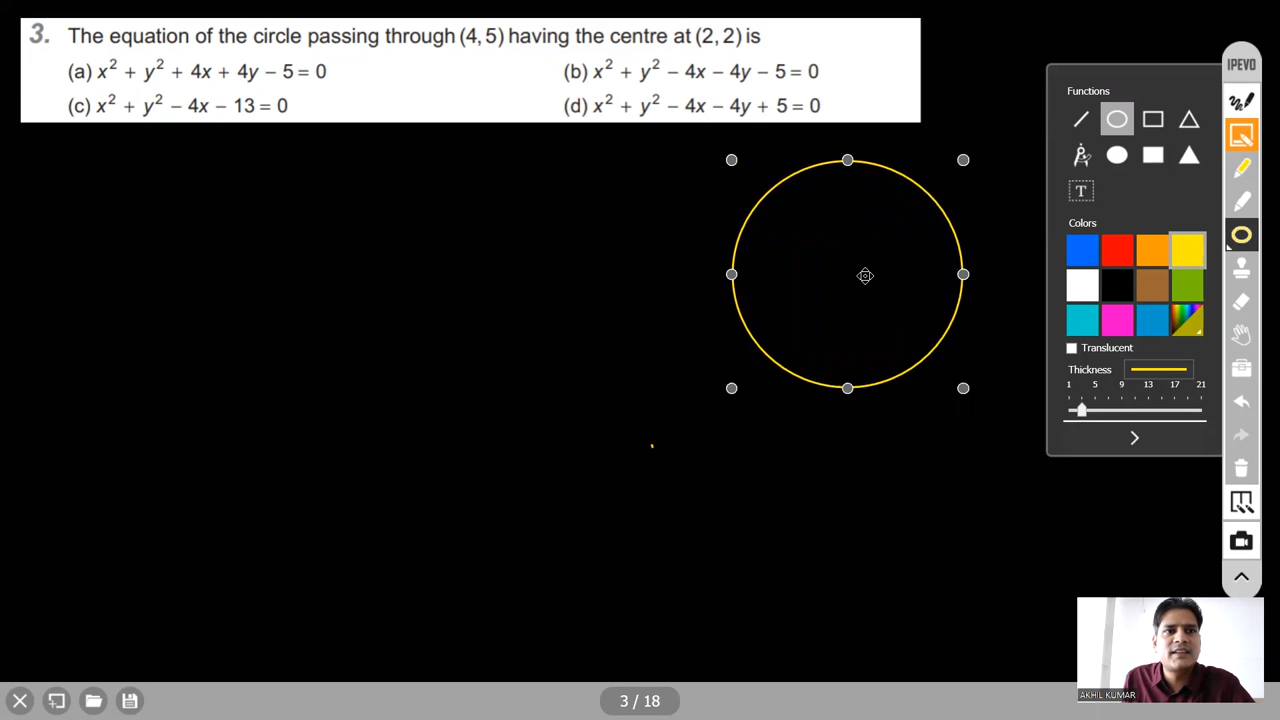 3. The equation of the circle passing through (4, 5) having the centre at (2, 2) is
(a) x² + y² + 4x + 4y − 5 = 0 (b) x² + y² − 4x − 4y − 5 = 0
(c) x² + y² − 4x − 13 = 0 (d) x² + y² − 4x − 4y + 5 = 0
IPEVO
Functions
T
Colors
Translucent
Thickness
1 5 9 13 17 21
3 / 18
AKHIL KUMAR